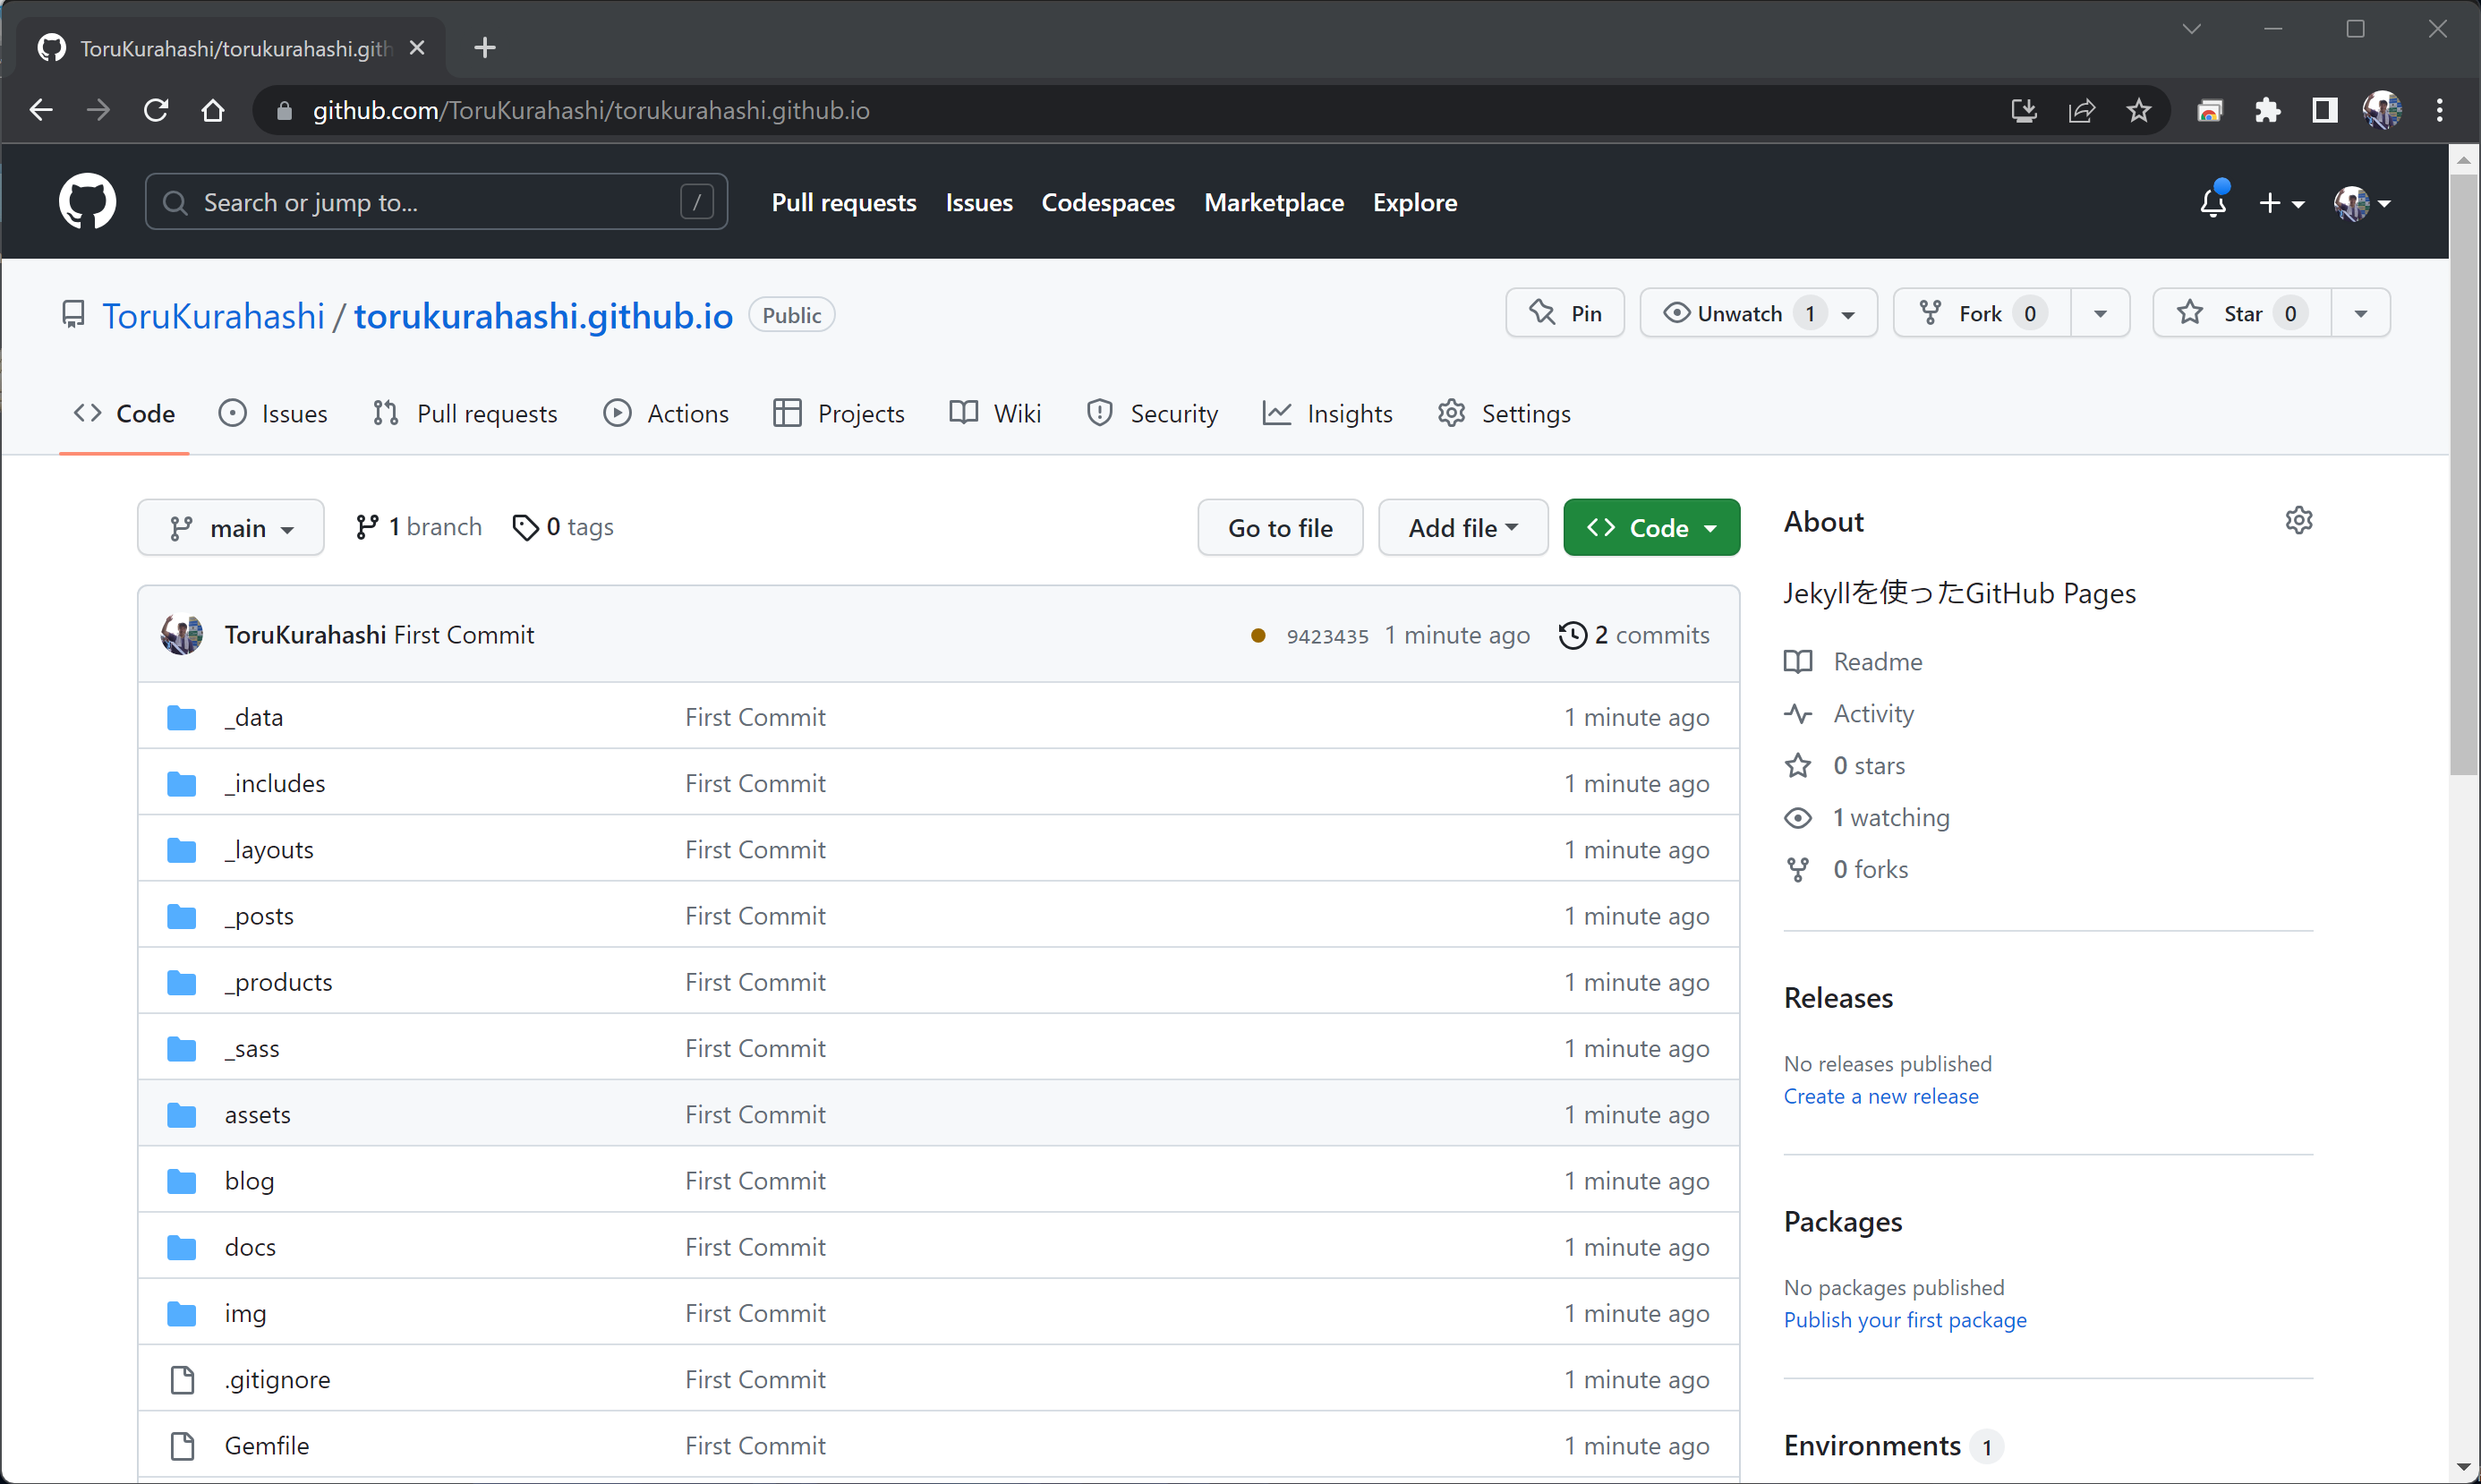 ToruKurahashi/torukurahashi.gith
github.com/ToruKurahashi/torukurahashi.github.io
Search or jump to... /
Pull requests Issues Codespaces Marketplace Explore
ToruKurahashi / torukurahashi.github.io Public
Pin Unwatch 1 Fork 0 Star 0
Code Issues Pull requests Actions Projects Wiki Security Insights Settings
main 1 branch 0 tags Go to file Add file Code
ToruKurahashi First Commit 9423435 1 minute ago 2 commits
_data First Commit 1 minute ago
_includes First Commit 1 minute ago
_layouts First Commit 1 minute ago
_posts First Commit 1 minute ago
_products First Commit 1 minute ago
_sass First Commit 1 minute ago
assets First Commit 1 minute ago
blog First Commit 1 minute ago
docs First Commit 1 minute ago
img First Commit 1 minute ago
.gitignore First Commit 1 minute ago
Gemfile First Commit 1 minute ago
About
Jekyllを使ったGitHub Pages
Readme
Activity
0 stars
1 watching
0 forks
Releases
No releases published
Create a new release
Packages
No packages published
Publish your first package
Environments 1